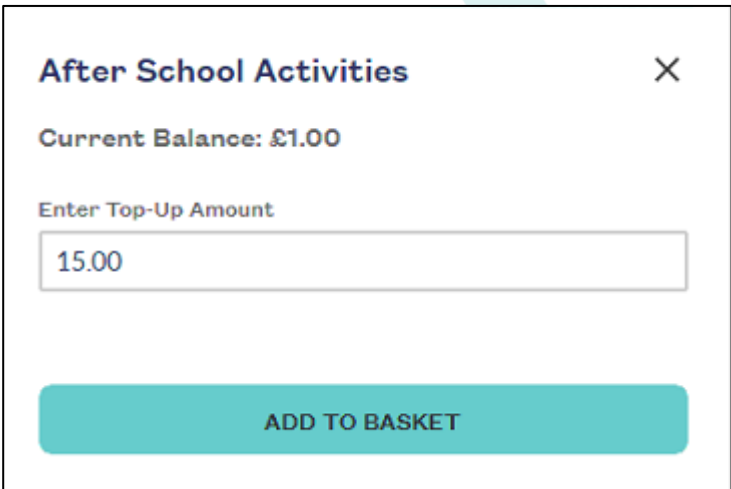 After School Activities
Current Balance: £1.00
Enter Top-Up Amount
15.00
ADD TO BASKET